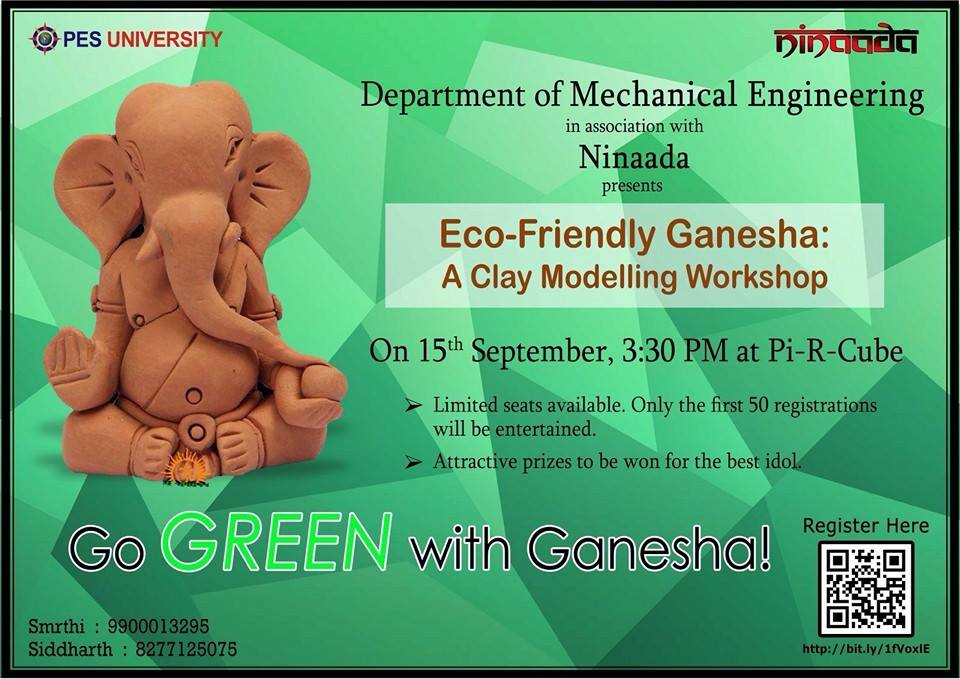 PES UNIVERSITY
ninaada
Department of Mechanical Engineering
in association with
Ninaada
presents
Eco-Friendly Ganesha:
A Clay Modelling Workshop
On 15th September, 3:30 PM at Pi-R-Cube
➢ Limited seats available. Only the first 50 registrations
will be entertained.
➢ Attractive prizes to be won for the best idol.
Go GREEN with Ganesha!
Register Here
Smrthi : 9900013295
Siddharth : 8277125075
http://bit.ly/1fVoxlE